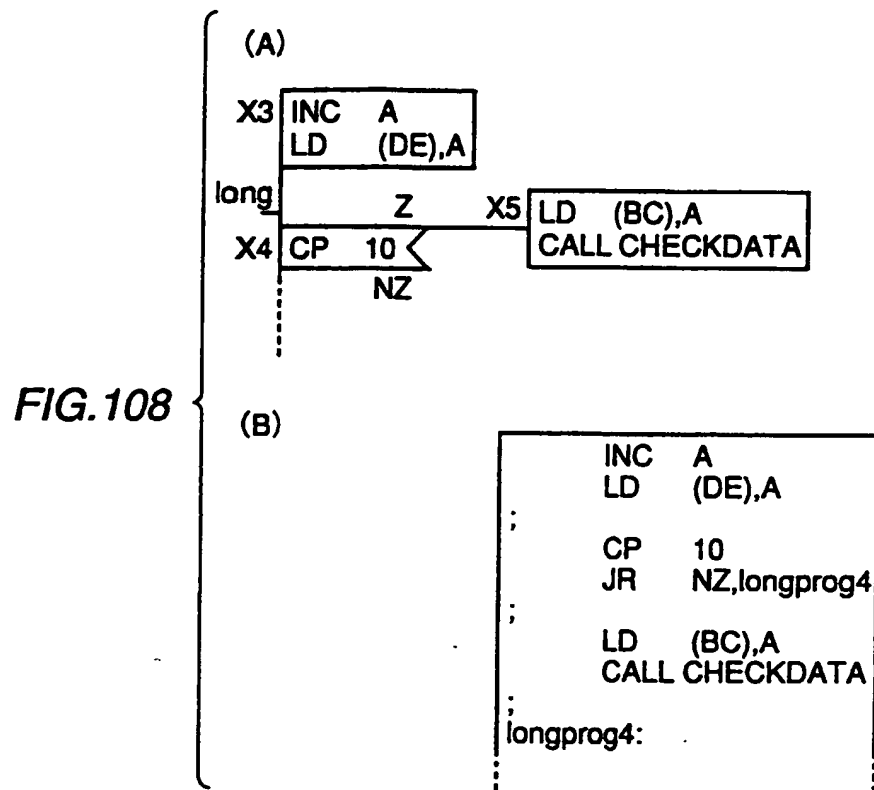 (A)
X3 INC A
LD (DE),A
long
Z X5 LD (BC),A
X4 CP 10 CALL CHECKDATA
NZ
FIG.108
(B)
INC A
LD (DE),A
;
CP 10
JR NZ,longprog4
;
LD (BC),A
CALL CHECKDATA
;
longprog4: